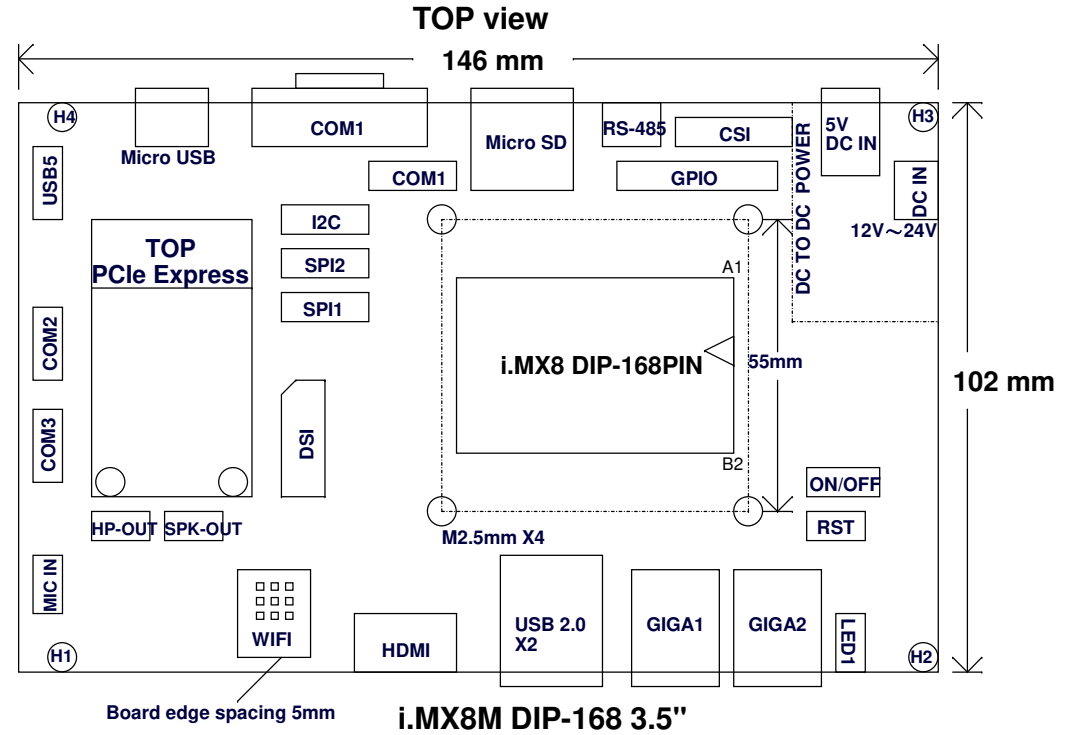 TOP view
146 mm
H4
COM1
Micro USB
Micro SD
RS-485
CSI
5V
DC IN
H3
USB5
COM1
GPIO
DC TO DC POWER
DC IN
12V～24V
I2C
SPI2
SPI1
TOP
PCIe Express
A1
i.MX8 DIP-168PIN
55mm
102 mm
COM2
COM3
DSI
B2
ON/OFF
RST
HP-OUT
SPK-OUT
M2.5mm X4
MIC IN
WIFI
HDMI
USB 2.0
X2
GIGA1
GIGA2
LED1
H1
H2
Board edge spacing 5mm
i.MX8M DIP-168 3.5"